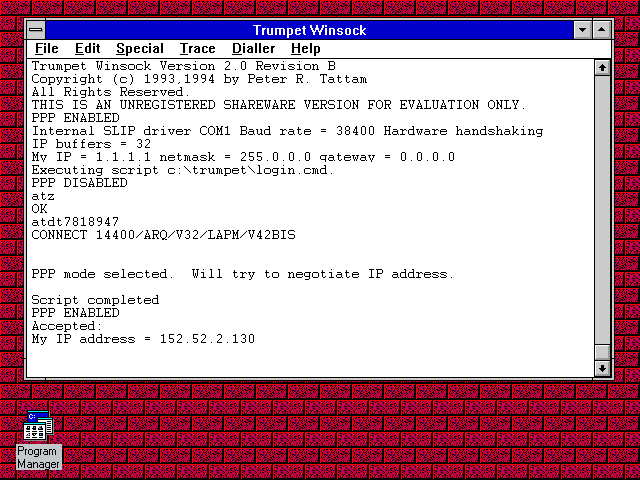 Trumpet Winsock
File Edit Special Trace Dialler Help
Trumpet Winsock Version 2.0 Revision B
Copyright (c) 1993,1994 by Peter R. Tattam
All Rights Reserved.
THIS IS AN UNREGISTERED SHAREWARE VERSION FOR EVALUATION ONLY.
PPP ENABLED
Internal SLIP driver COM1 Baud rate = 38400 Hardware handshaking
IP buffers = 32
My IP = 1.1.1.1 netmask = 255.0.0.0 gateway = 0.0.0.0
Executing script c:\trumpet\login.cmd.
PPP DISABLED
atz
OK
atdt7818947
CONNECT 14400/ARQ/V32/LAPM/V42BIS
PPP mode selected.  Will try to negotiate IP address.
Script completed
PPP ENABLED
Accepted:
My IP address = 152.52.2.130
C:\
Program
Manager